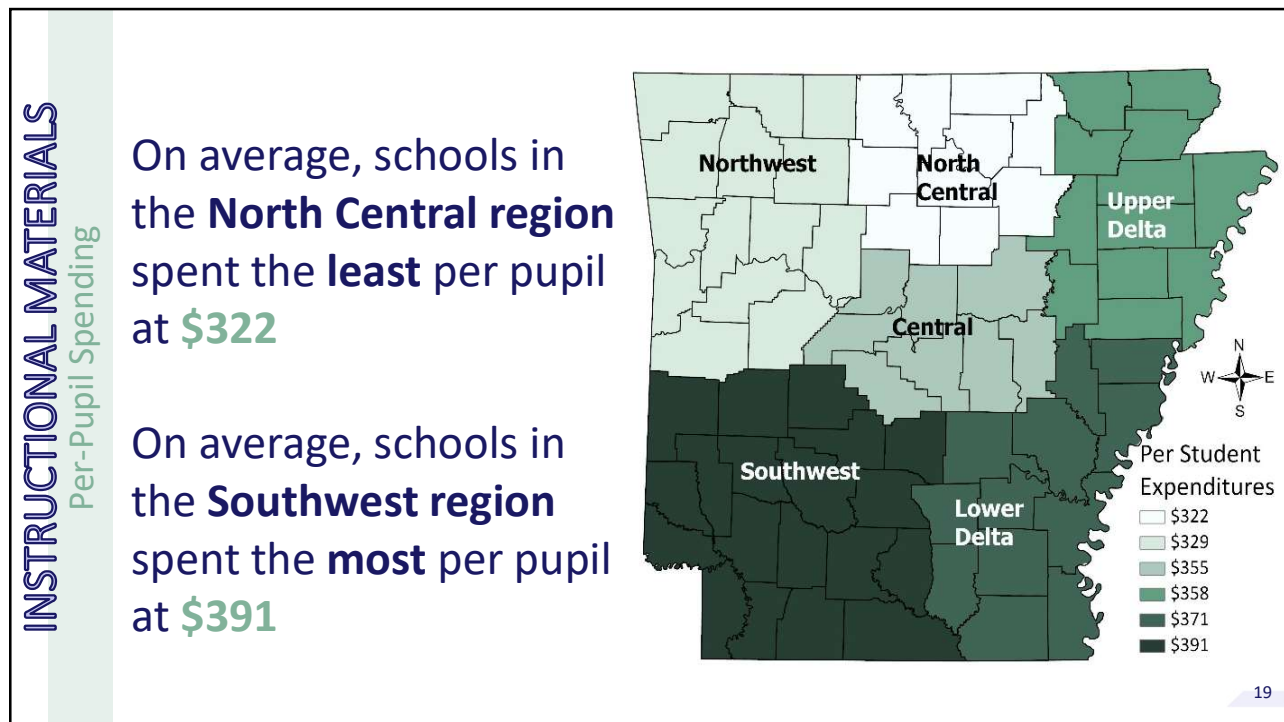 INSTRUCTIONAL MATERIALS
Per-Pupil Spending
On average, schools in
the North Central region
spent the least per pupil
at $322
On average, schools in
the Southwest region
spent the most per pupil
at $391
Northwest
North
Central
Upper
Delta
Central
Southwest
Lower
Delta
N
W
E
S
Per Student
Expenditures
$322
$329
$355
$358
$371
$391
19